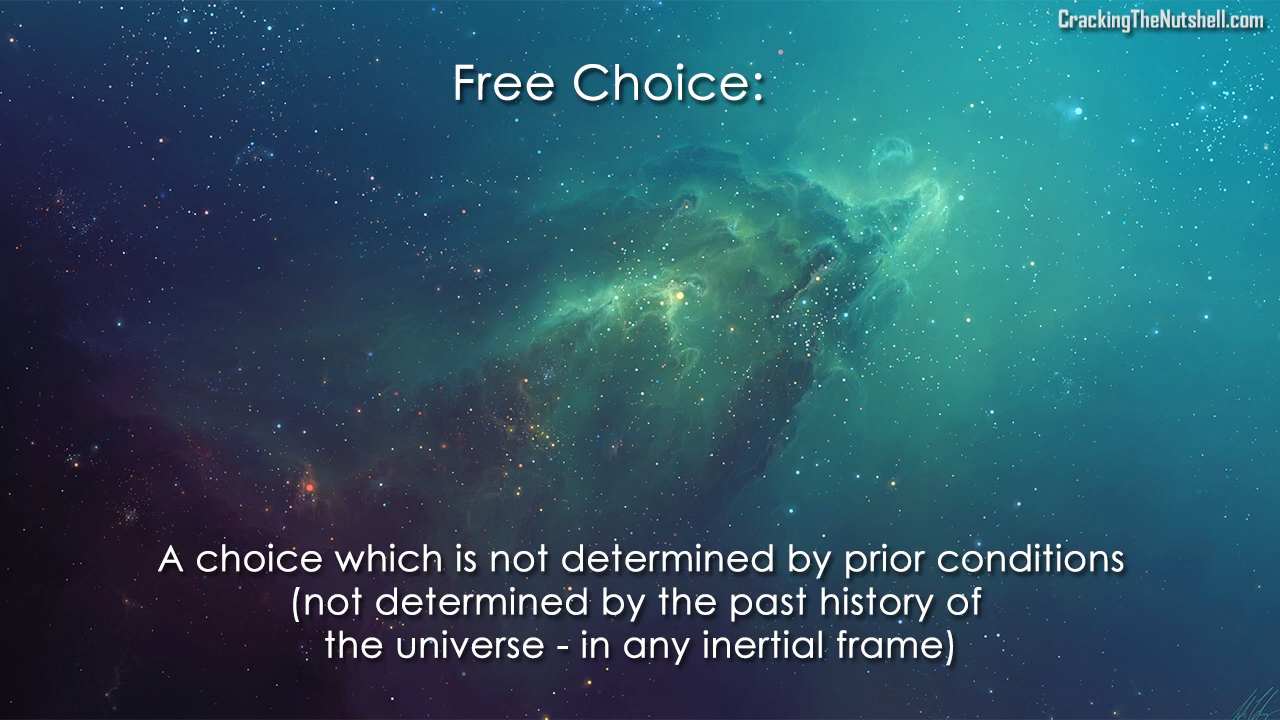 CrackingTheNutshell.com
Free Choice:
A choice which is not determined by prior conditions
(not determined by the past history of
the universe - in any inertial frame)